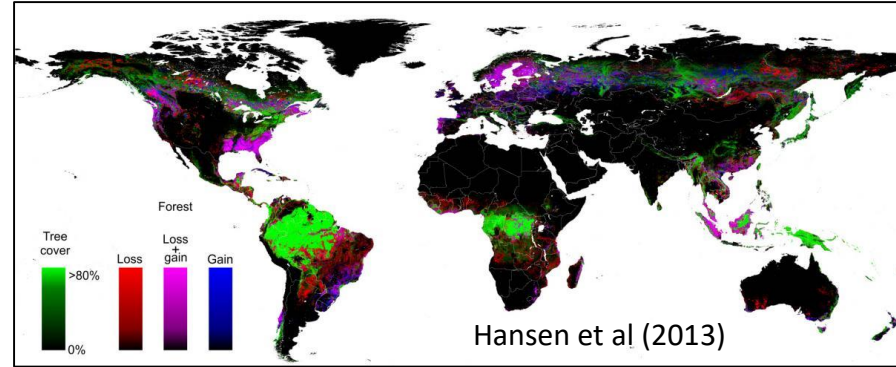 Forest
Tree
cover
Loss
Loss
+
gain
Gain
>80%
0%
Hansen et al (2013)